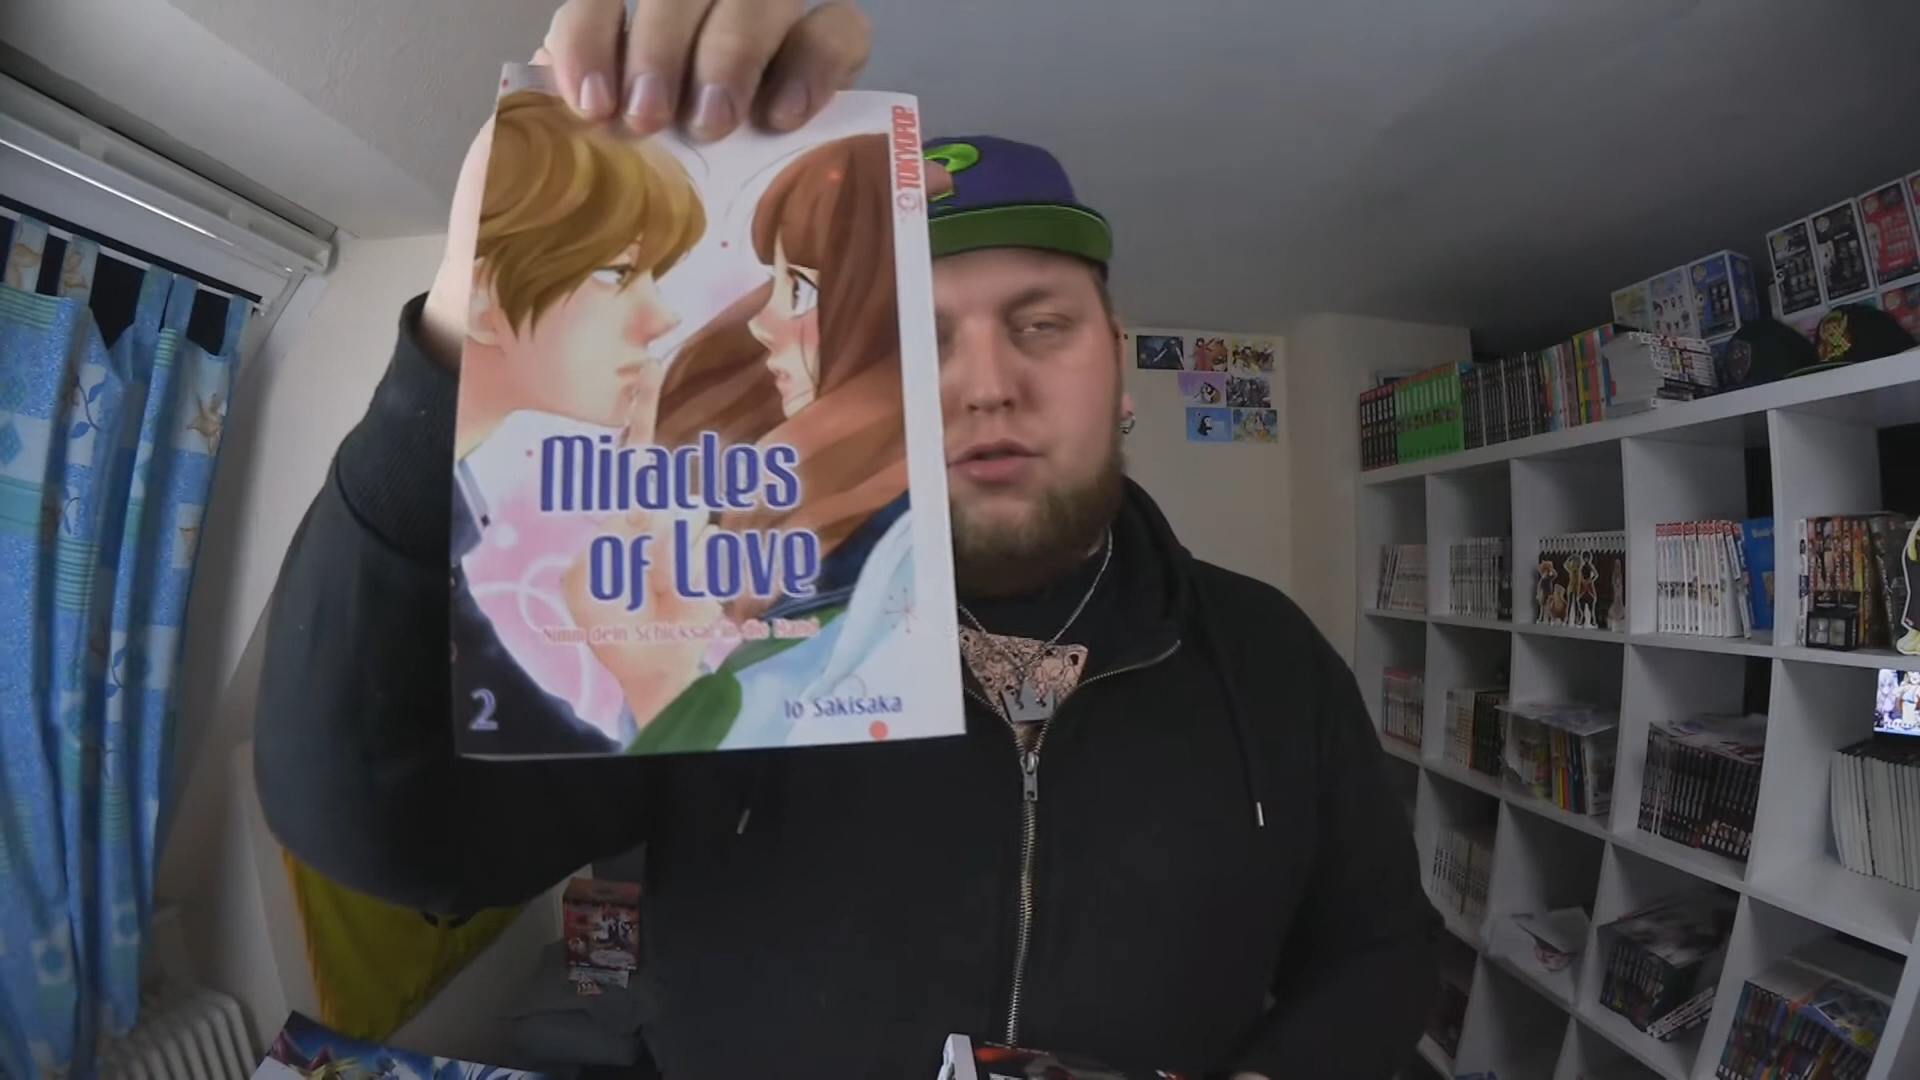 TOKYOPOP
Miracles
of Love
Nimm dein Schicksal in die Hand
2
Io Sakisaka